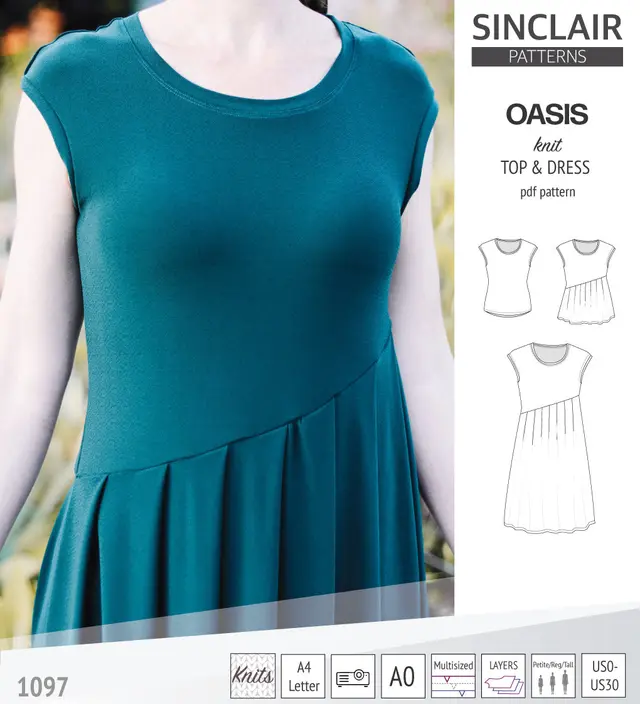 SINCLAIR
PATTERNS
OASIS
knit
TOP & DRESS
pdf pattern
1097
Knits
A4
Letter
A0
Multisized
LAYERS
Petite/Reg/Tall
US0-
US30